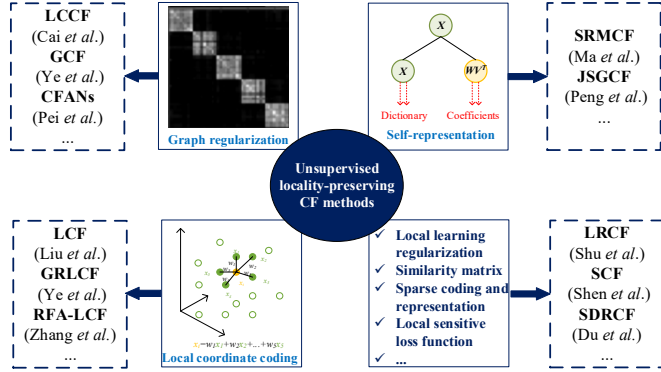 LCCF
(Cai et al.)
GCF
(Ye et al.)
CFANs
(Pei et al.)
...
Graph regularization
X
X
WVᵀ
Dictionary
Coefficients
Self-representation
SRMCF
(Ma et al.)
JSGCF
(Peng et al.)
...
Unsupervised
locality-preserving
CF methods
LCF
(Liu et al.)
GRLCF
(Ye et al.)
RFA-LCF
(Zhang et al.)
...
Local coordinate coding
✓ Local learning
regularization
✓ Similarity matrix
✓ Sparse coding and
representation
✓ Local sensitive
loss function
✓ ...
LRCF
(Shu et al.)
SCF
(Shen et al.)
SDRCF
(Du et al.)
...